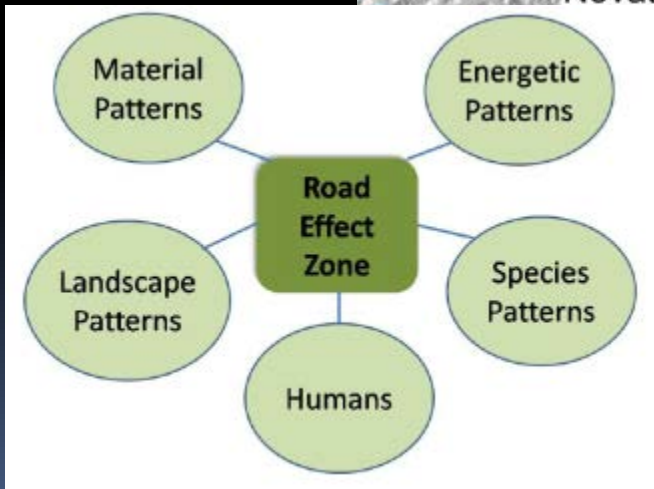 Material
Patterns
Energetic
Patterns
Road
Effect
Zone
Landscape
Patterns
Species
Patterns
Humans